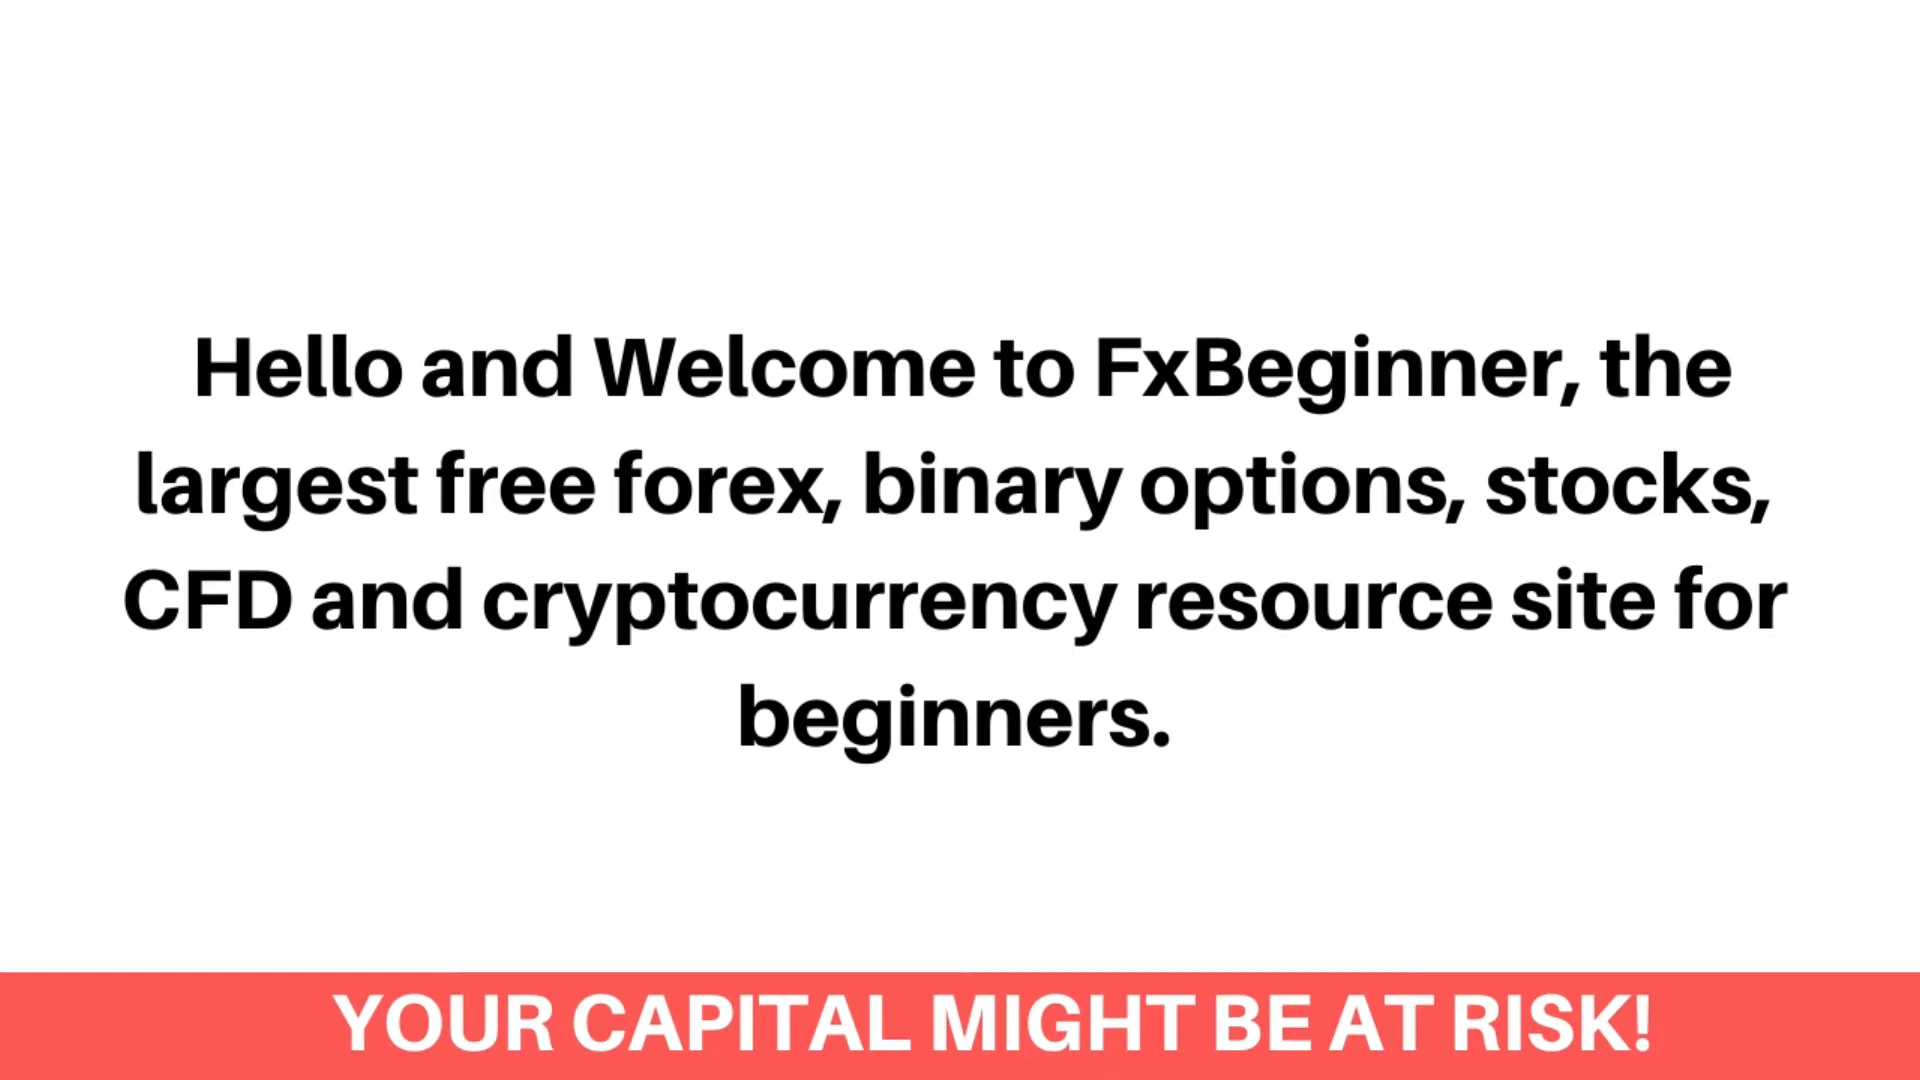 Hello and Welcome to FxBeginner, the
largest free forex, binary options, stocks,
CFD and cryptocurrency resource site for
beginners.
YOUR CAPITAL MIGHT BE AT RISK!